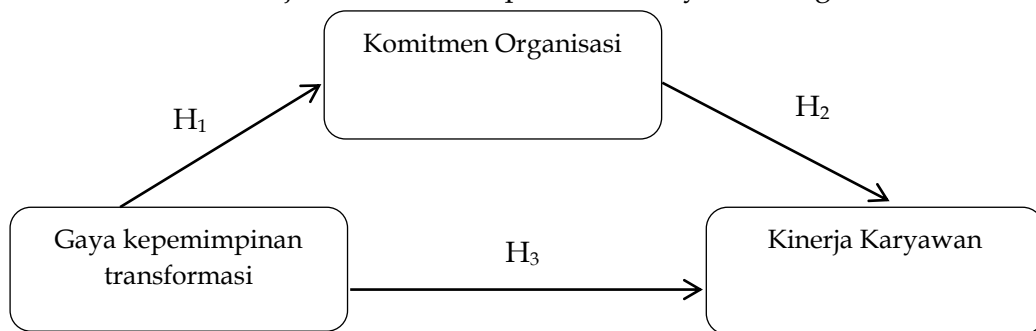 Komitmen Organisasi
H₁
H₂
Gaya kepemimpinan
transformasi
H₃
Kinerja Karyawan